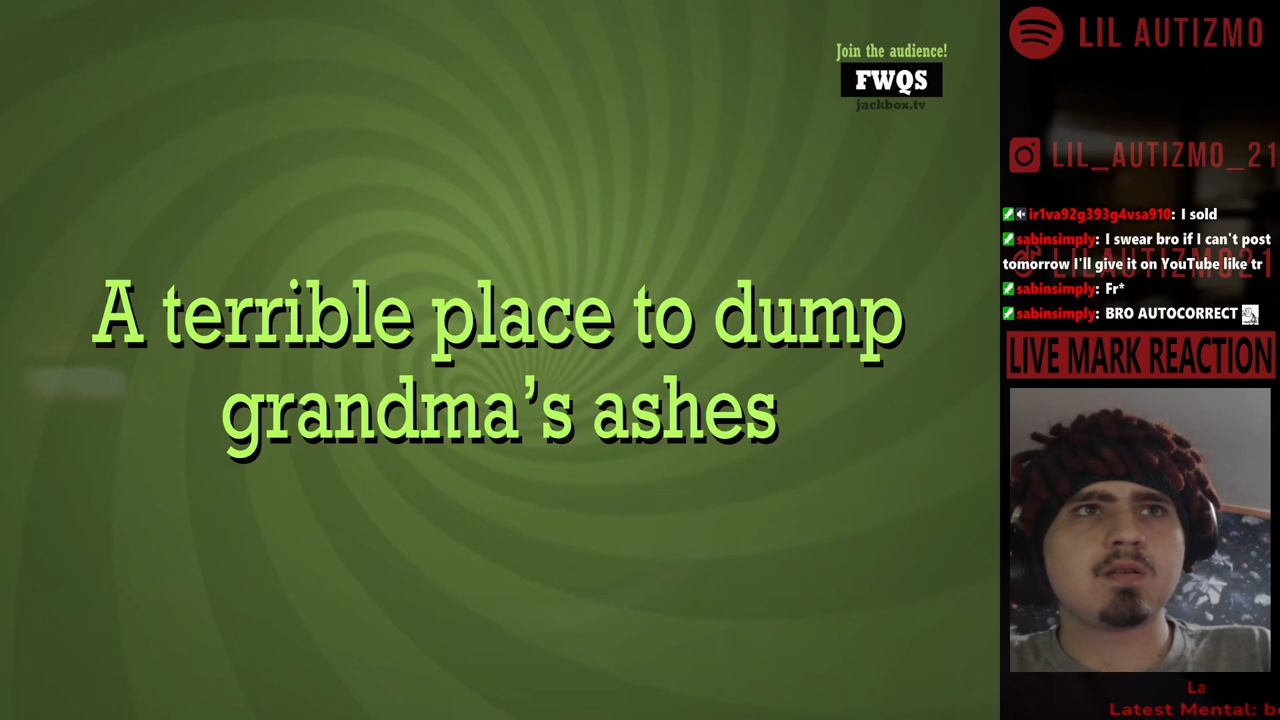 Join the audience!
FWQS
jackbox.tv
A terrible place to dump
grandma's ashes
LIL AUTIZMO
LIL_AUTIZMO_21
ir1va92g393g4vsa910: I sold
sabinsimply: I swear bro if I can't post
tomorrow I'll give it on YouTube like tr
sabinsimply: Fr*
sabinsimply: BRO AUTOCORRECT
LIVE MARK REACTION
La
Latest Mental: